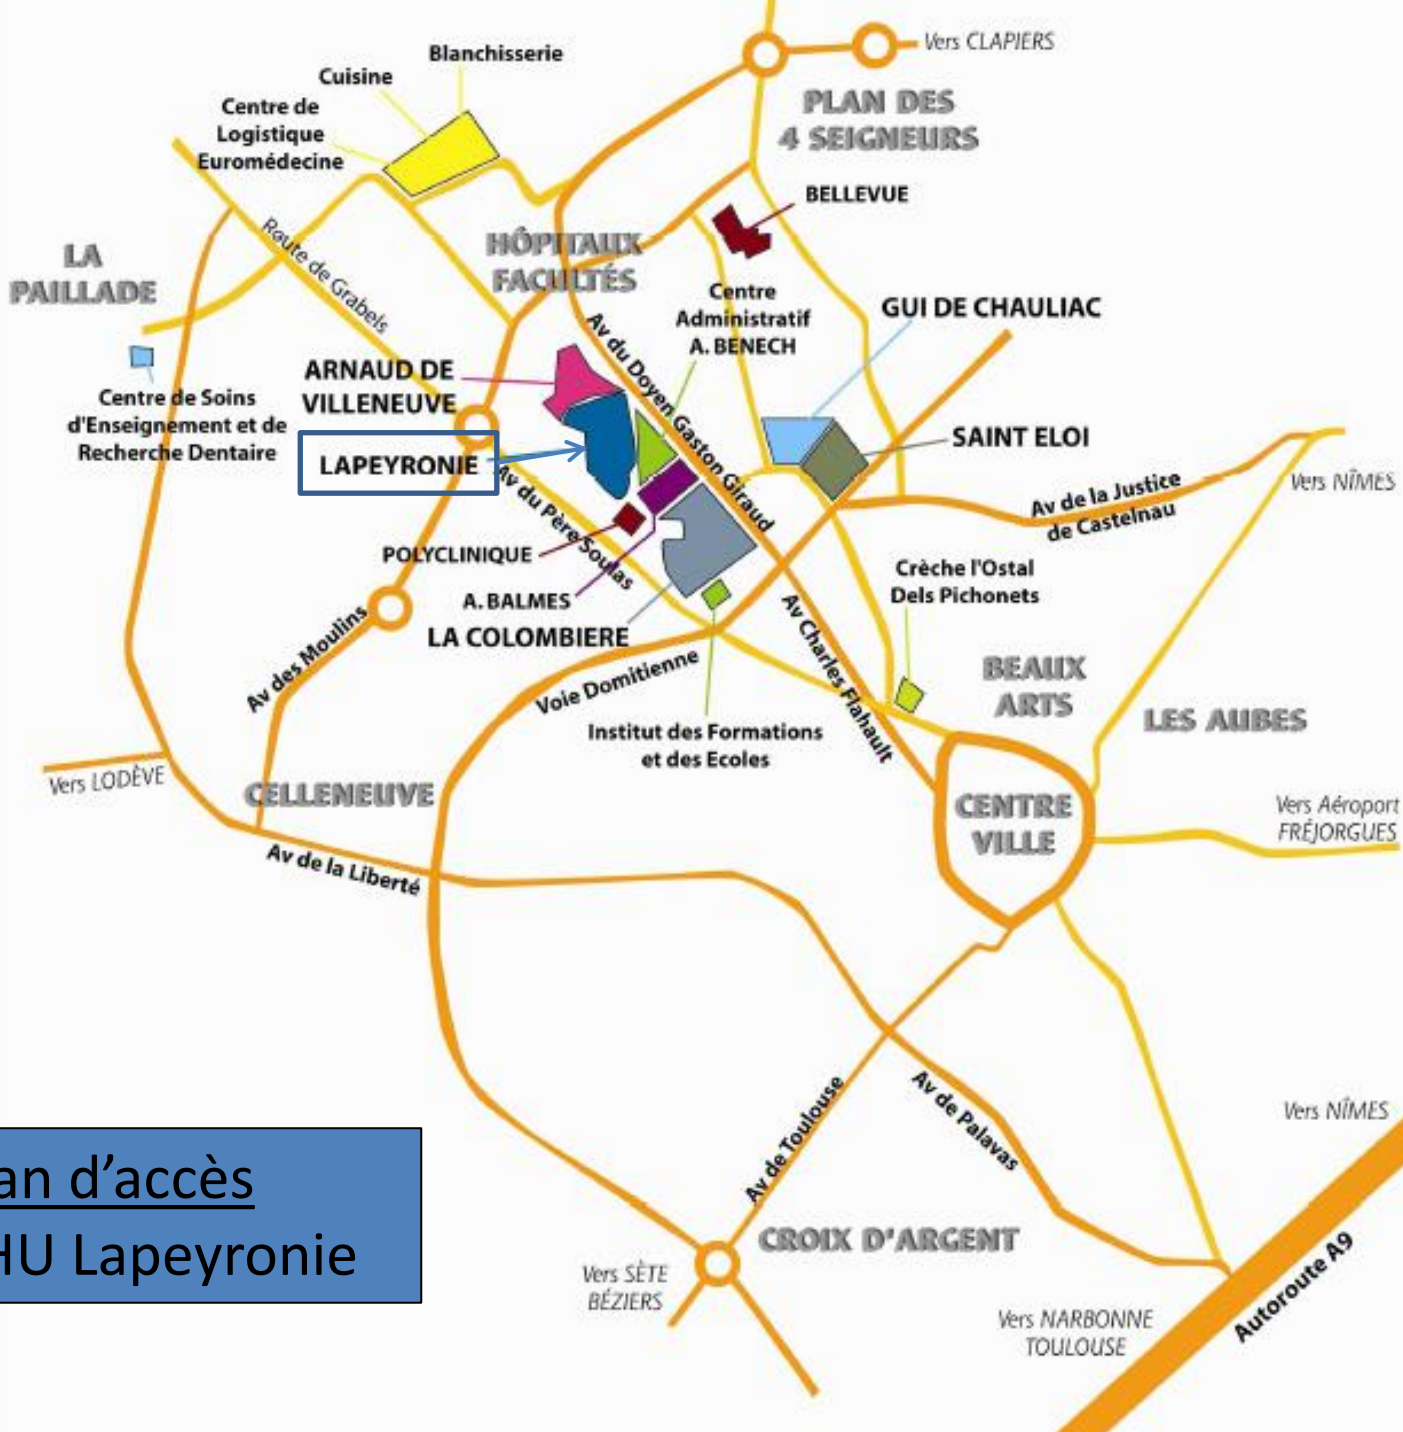 Vers CLAPIERS
Blanchisserie
Cuisine
Centre de
Logistique
Euromédecine
PLAN DES
4 SEIGNEURS
BELLEVUE
LA
PAILLADE
Route de Grabels
HÔPITAUX
FACULTÉS
Centre
Administratif
A. BENECH
GUI DE CHAULIAC
Av du Doyen Gaston Giraud
ARNAUD DE
VILLENEUVE
Centre de Soins
d'Enseignement et de
Recherche Dentaire
LAPEYRONIE
SAINT ELOI
Vers NÎMES
Av de la Justice
de Castelnau
Av du Père Soulas
POLYCLINIQUE
A. BALMES
LA COLOMBIERE
Crèche l'Ostal
Dels Pichonets
Av des Moulins
Av Charles Flahault
Voie Domitienne
BEAUX
ARTS
LES AUBES
Institut des Formations
et des Ecoles
Vers LODÈVE
CELLENEUVE
CENTRE
VILLE
Vers Aéroport
FRÉJORGUES
Av de la Liberté
Av de Toulouse
Av de Palavas
Vers NÎMES
an d’accès
HU Lapeyronie
CROIX D'ARGENT
Vers SÈTE
BÉZIERS
Vers NARBONNE
TOULOUSE
Autoroute A9